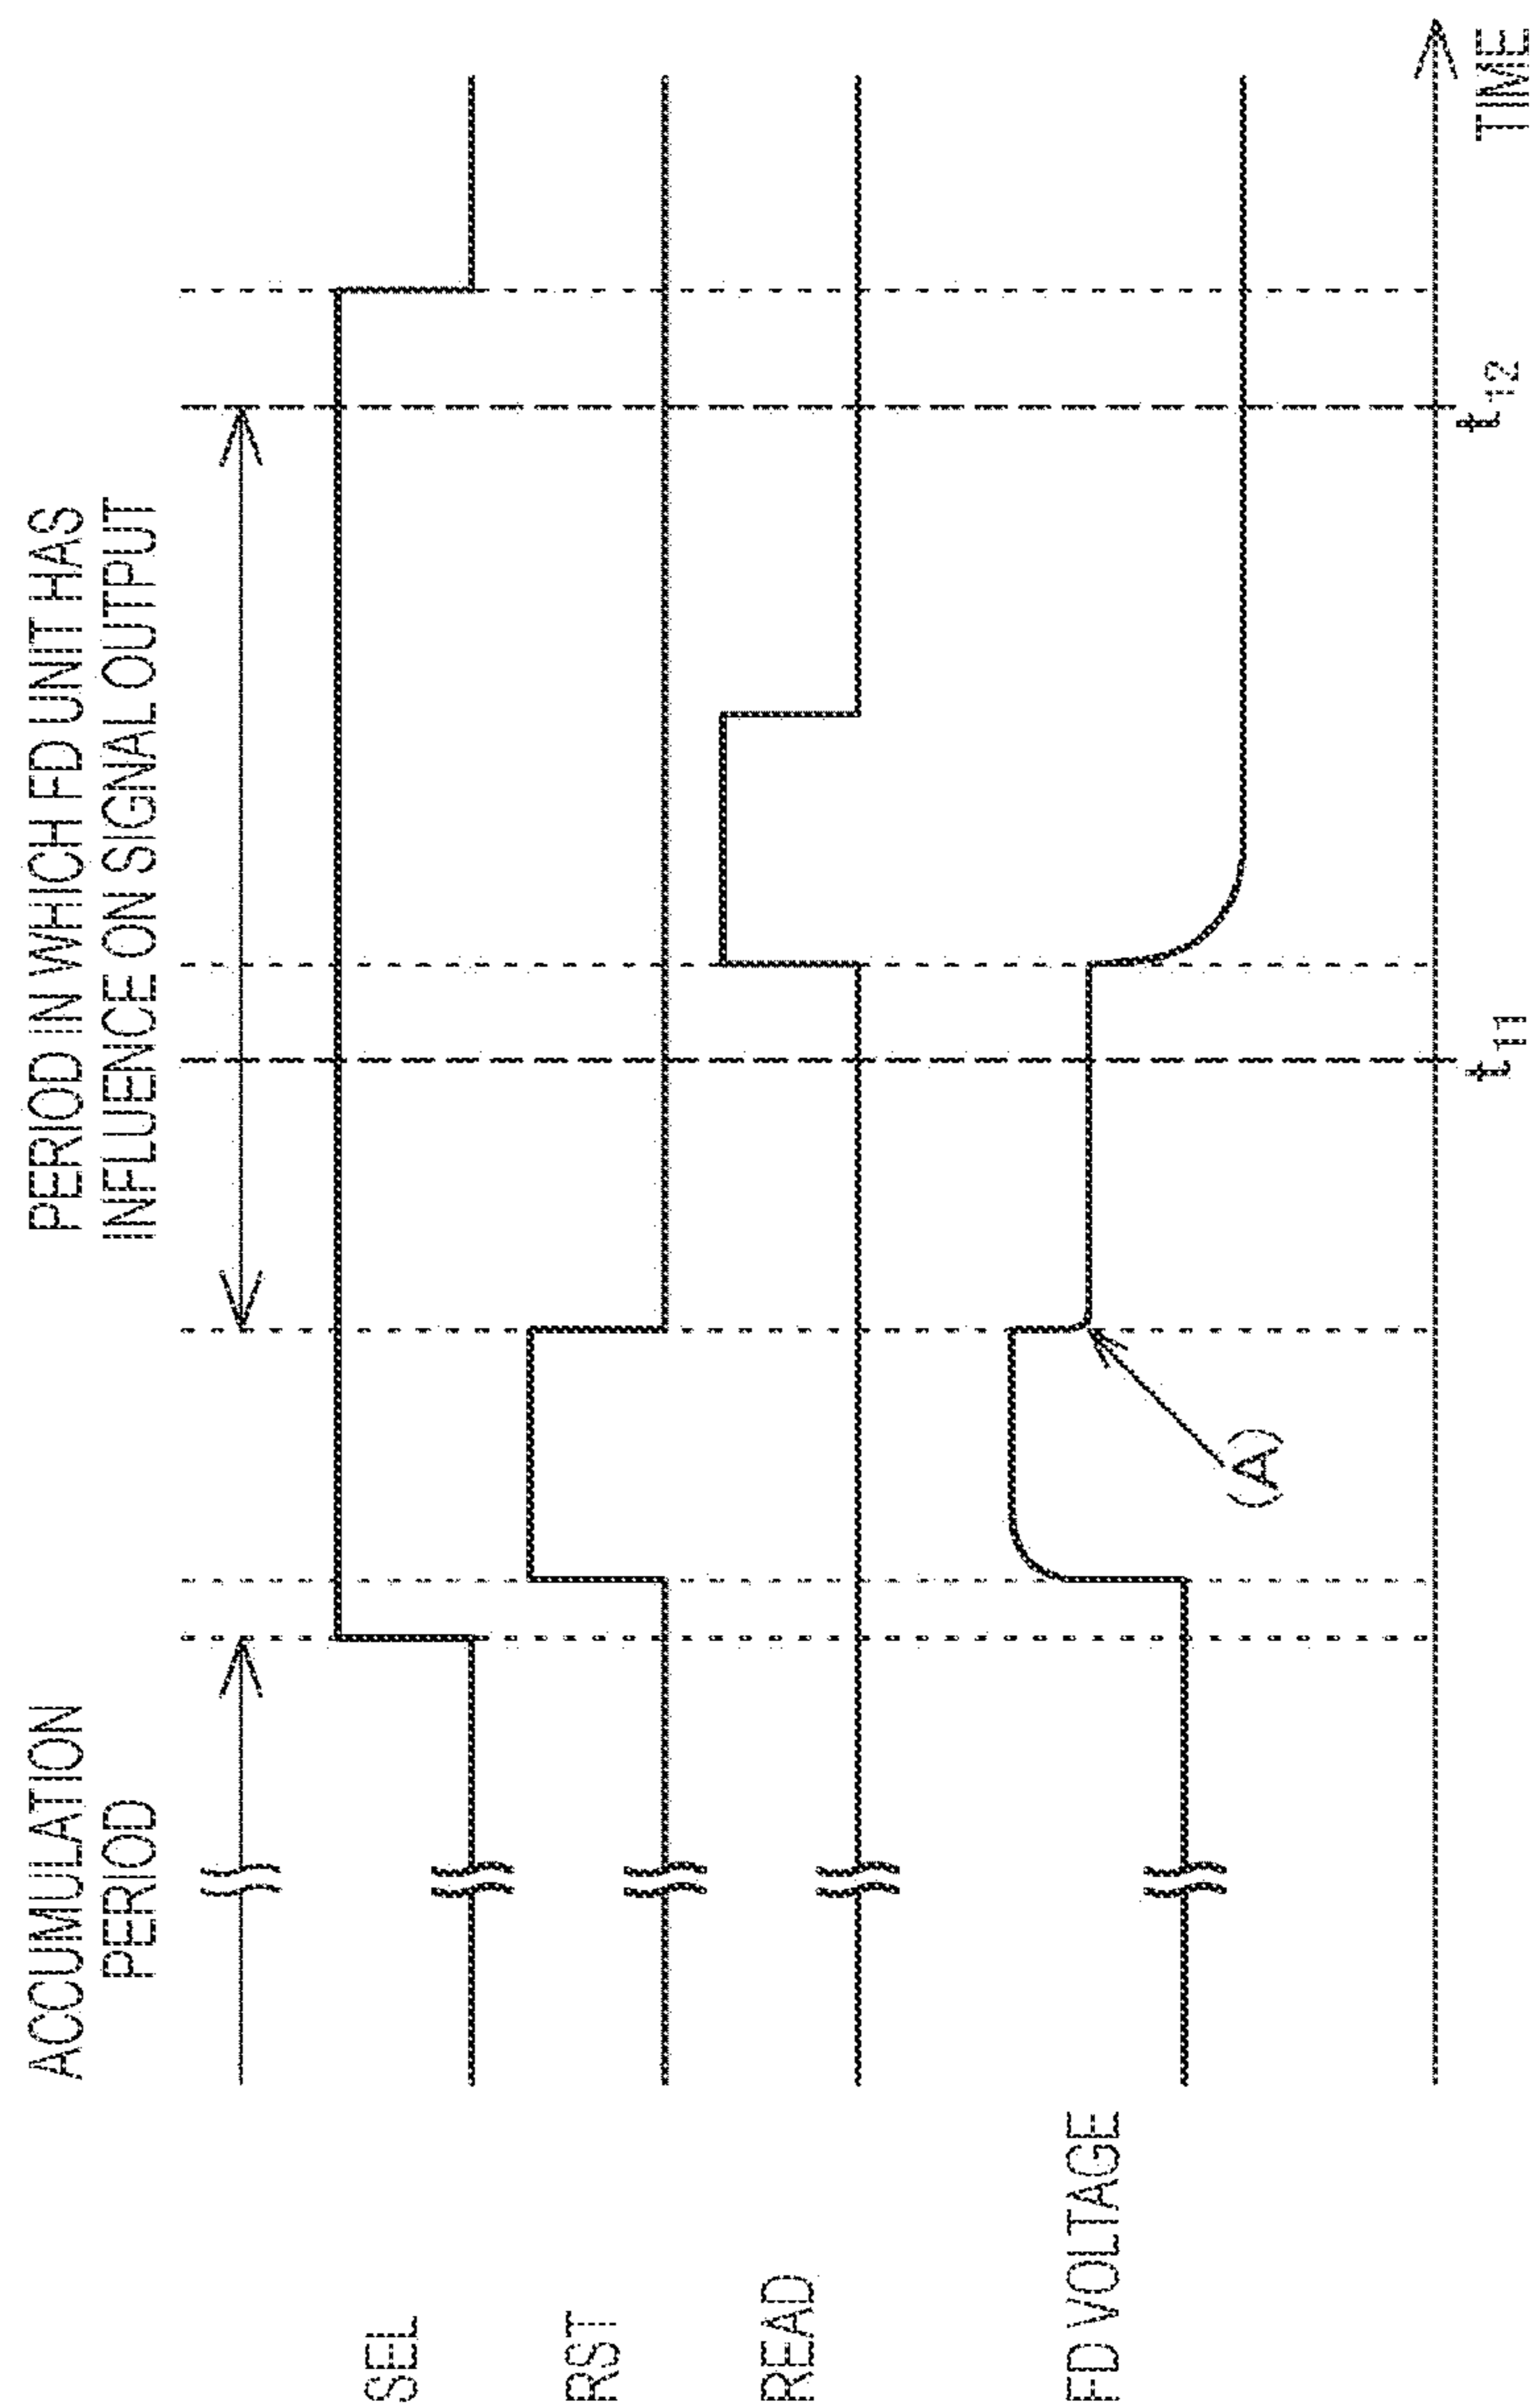 ACCUMULATION
PERIOD
PERIOD IN WHICH FD UNIT HAS
INFLUENCE ON SIGNAL OUTPUT
SEL
RST
READ
FD VOLTAGE
(A)
t11
t12
TIME